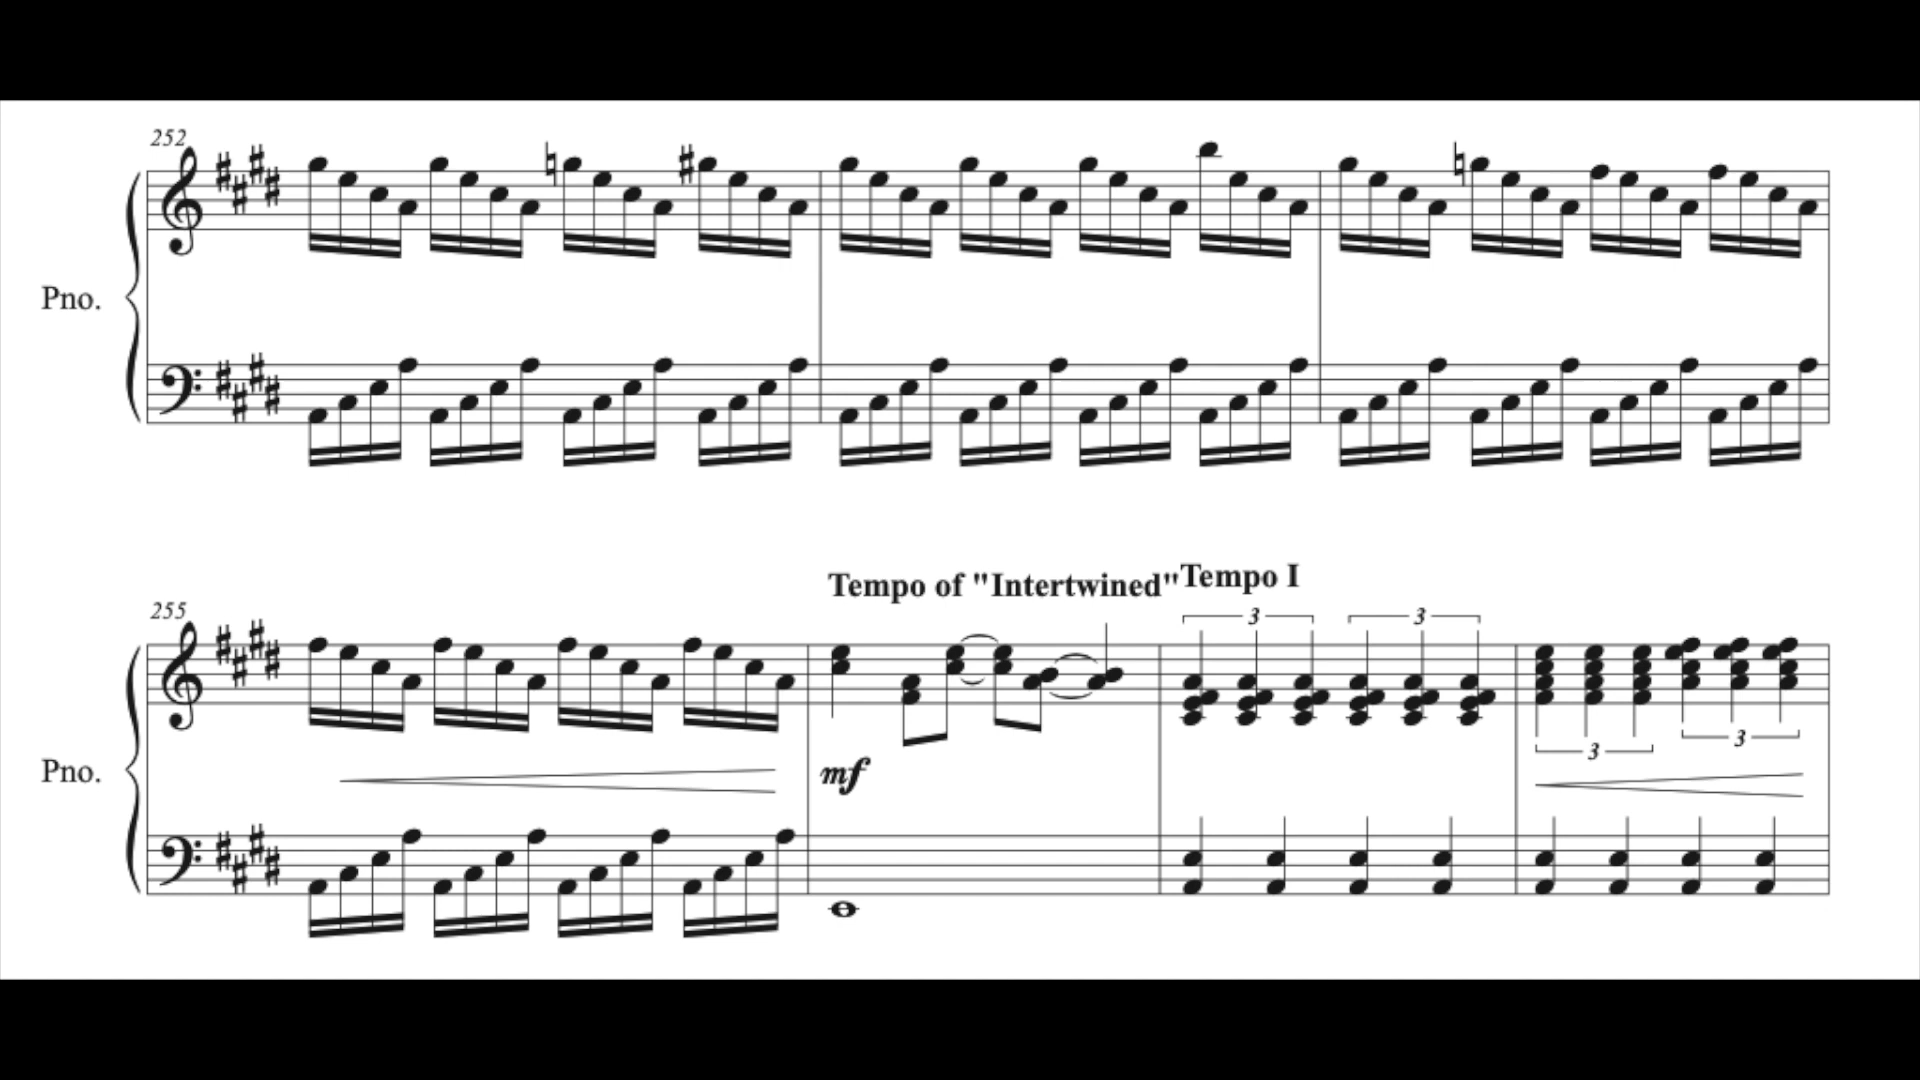 252
Pno.
255
Tempo of "Intertwined" Tempo I
3 3
Pno.
mf
3 3